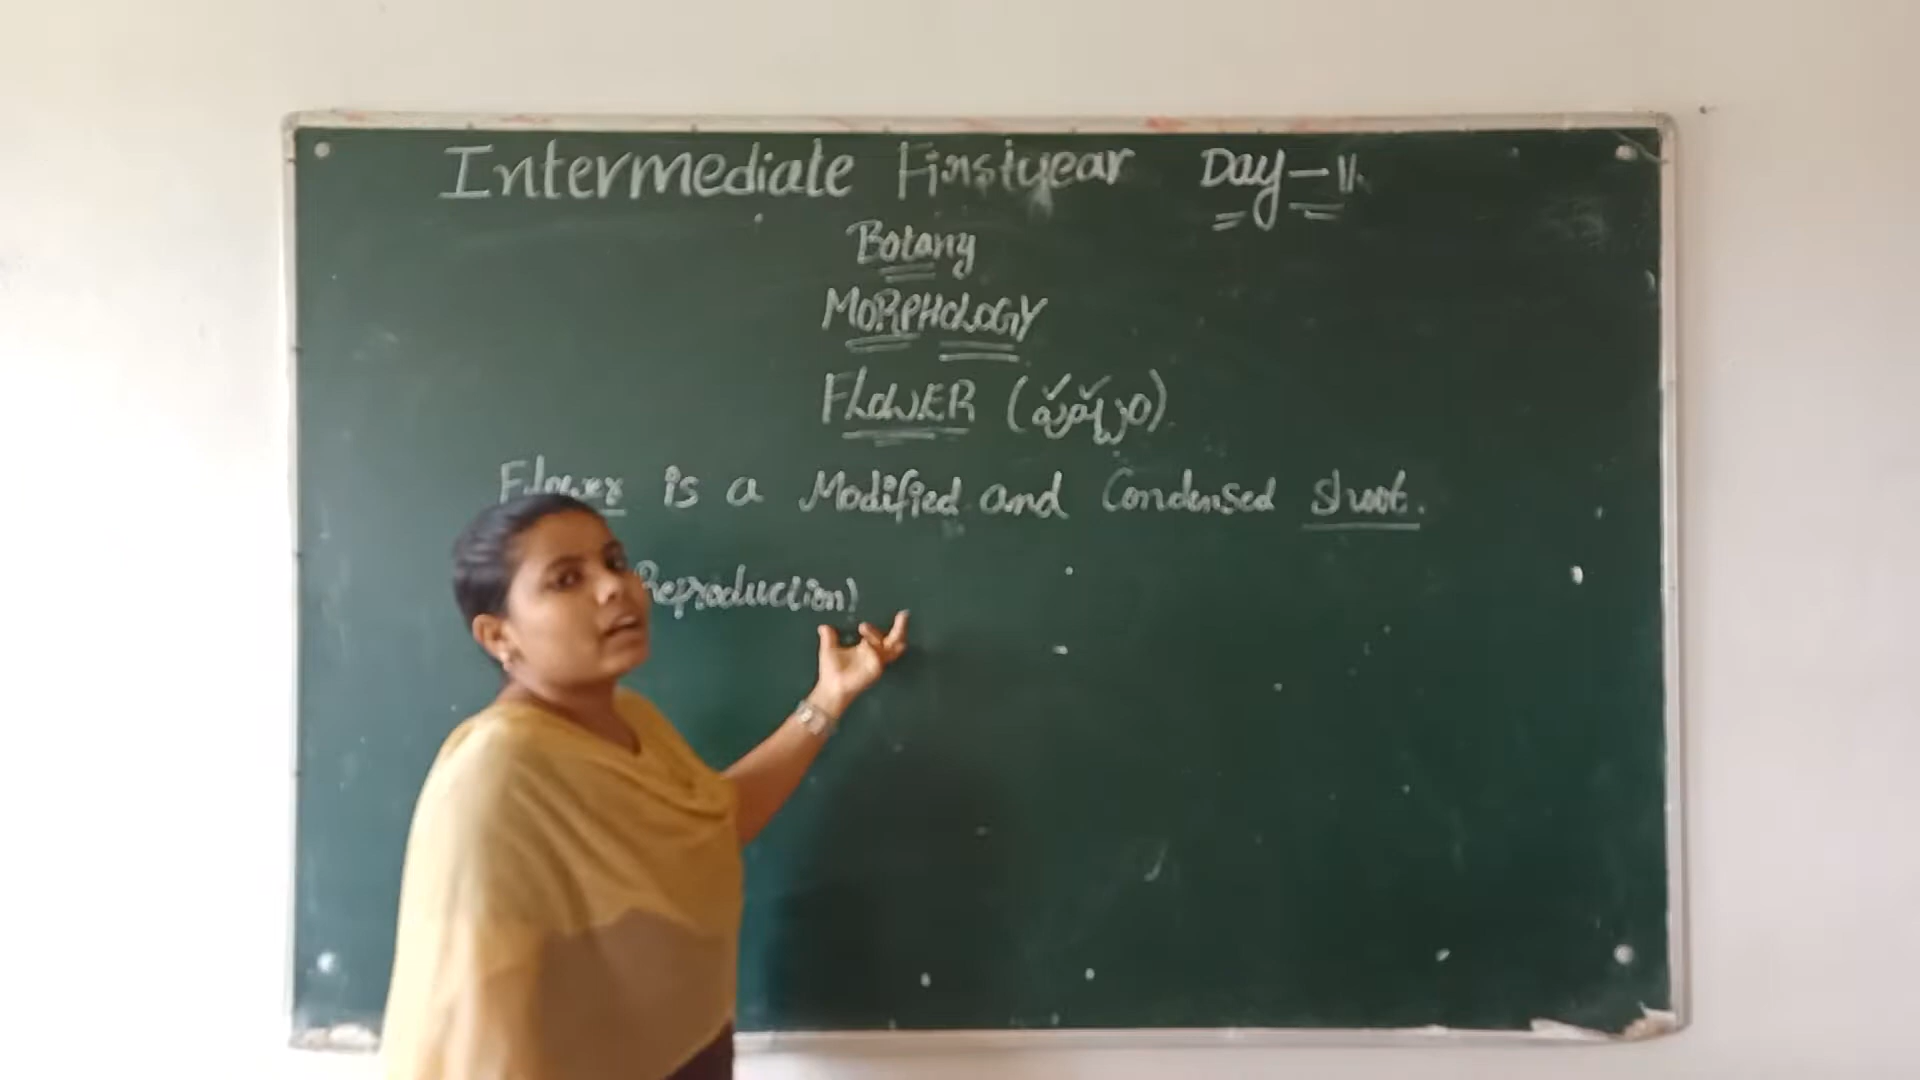 Intermediate Firstyear Day-11.
Botany
MORPHOLOGY
FLOWER (పుష్పం)
Flower is a Modified and Condensed shoot.
Reproduction)